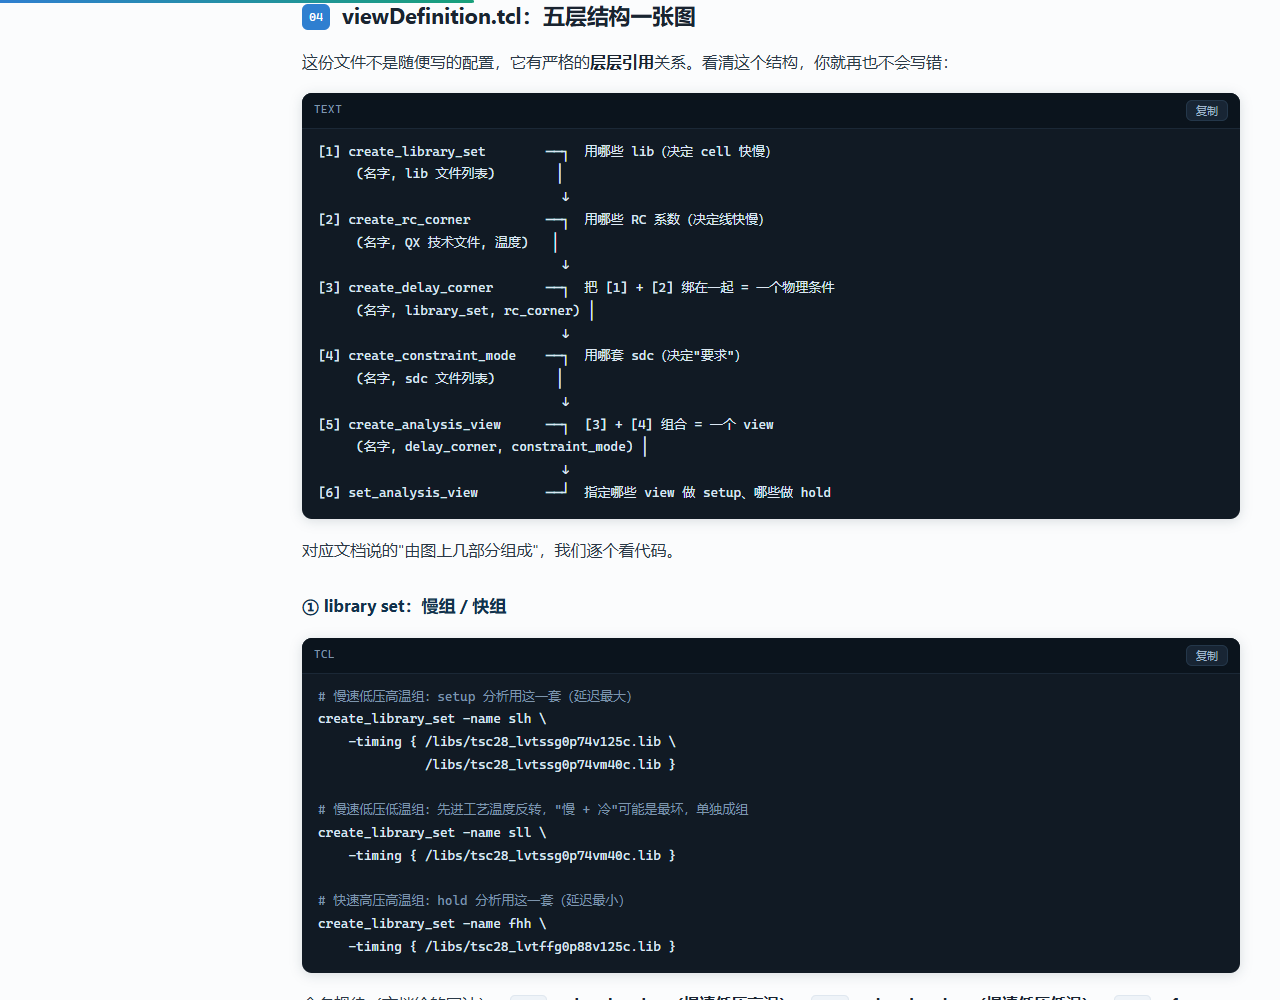 04 viewDefinition.tcl：五层结构一张图
这份文件不是随便写的配置，它有严格的层层引用关系。看清这个结构，你就再也不会写错：
TEXT 复制
[1] create_library_set ──┐ 用哪些 lib（决定 cell 快慢）
（名字, lib 文件列表） │
↓
[2] create_rc_corner ──┐ 用哪些 RC 系数（决定线快慢）
（名字, QX 技术文件, 温度） │
↓
[3] create_delay_corner ──┐ 把 [1] + [2] 绑在一起 = 一个物理条件
（名字, library_set, rc_corner）│
↓
[4] create_constraint_mode ──┐ 用哪套 sdc（决定"要求"）
（名字, sdc 文件列表） │
↓
[5] create_analysis_view ──┐ [3] + [4] 组合 = 一个 view
（名字, delay_corner, constraint_mode）│
↓
[6] set_analysis_view ──┘ 指定哪些 view 做 setup、哪些做 hold
对应文档说的"由图上几部分组成"，我们逐个看代码。
① library set：慢组 / 快组
TCL 复制
# 慢速低压高温组：setup 分析用这一套（延迟最大）
create_library_set -name slh \
-timing { /libs/tsc28_lvtssg0p74v125c.lib \
/libs/tsc28_lvtssg0p74vm40c.lib }
# 慢速低压低温组：先进工艺温度反转，"慢 + 冷"可能是最坏，单独成组
create_library_set -name sll \
-timing { /libs/tsc28_lvtssg0p74vm40c.lib }
# 快速高压高温组：hold 分析用这一套（延迟最小）
create_library_set -name fhh \
-timing { /libs/tsc28_lvtffg0p88v125c.lib }